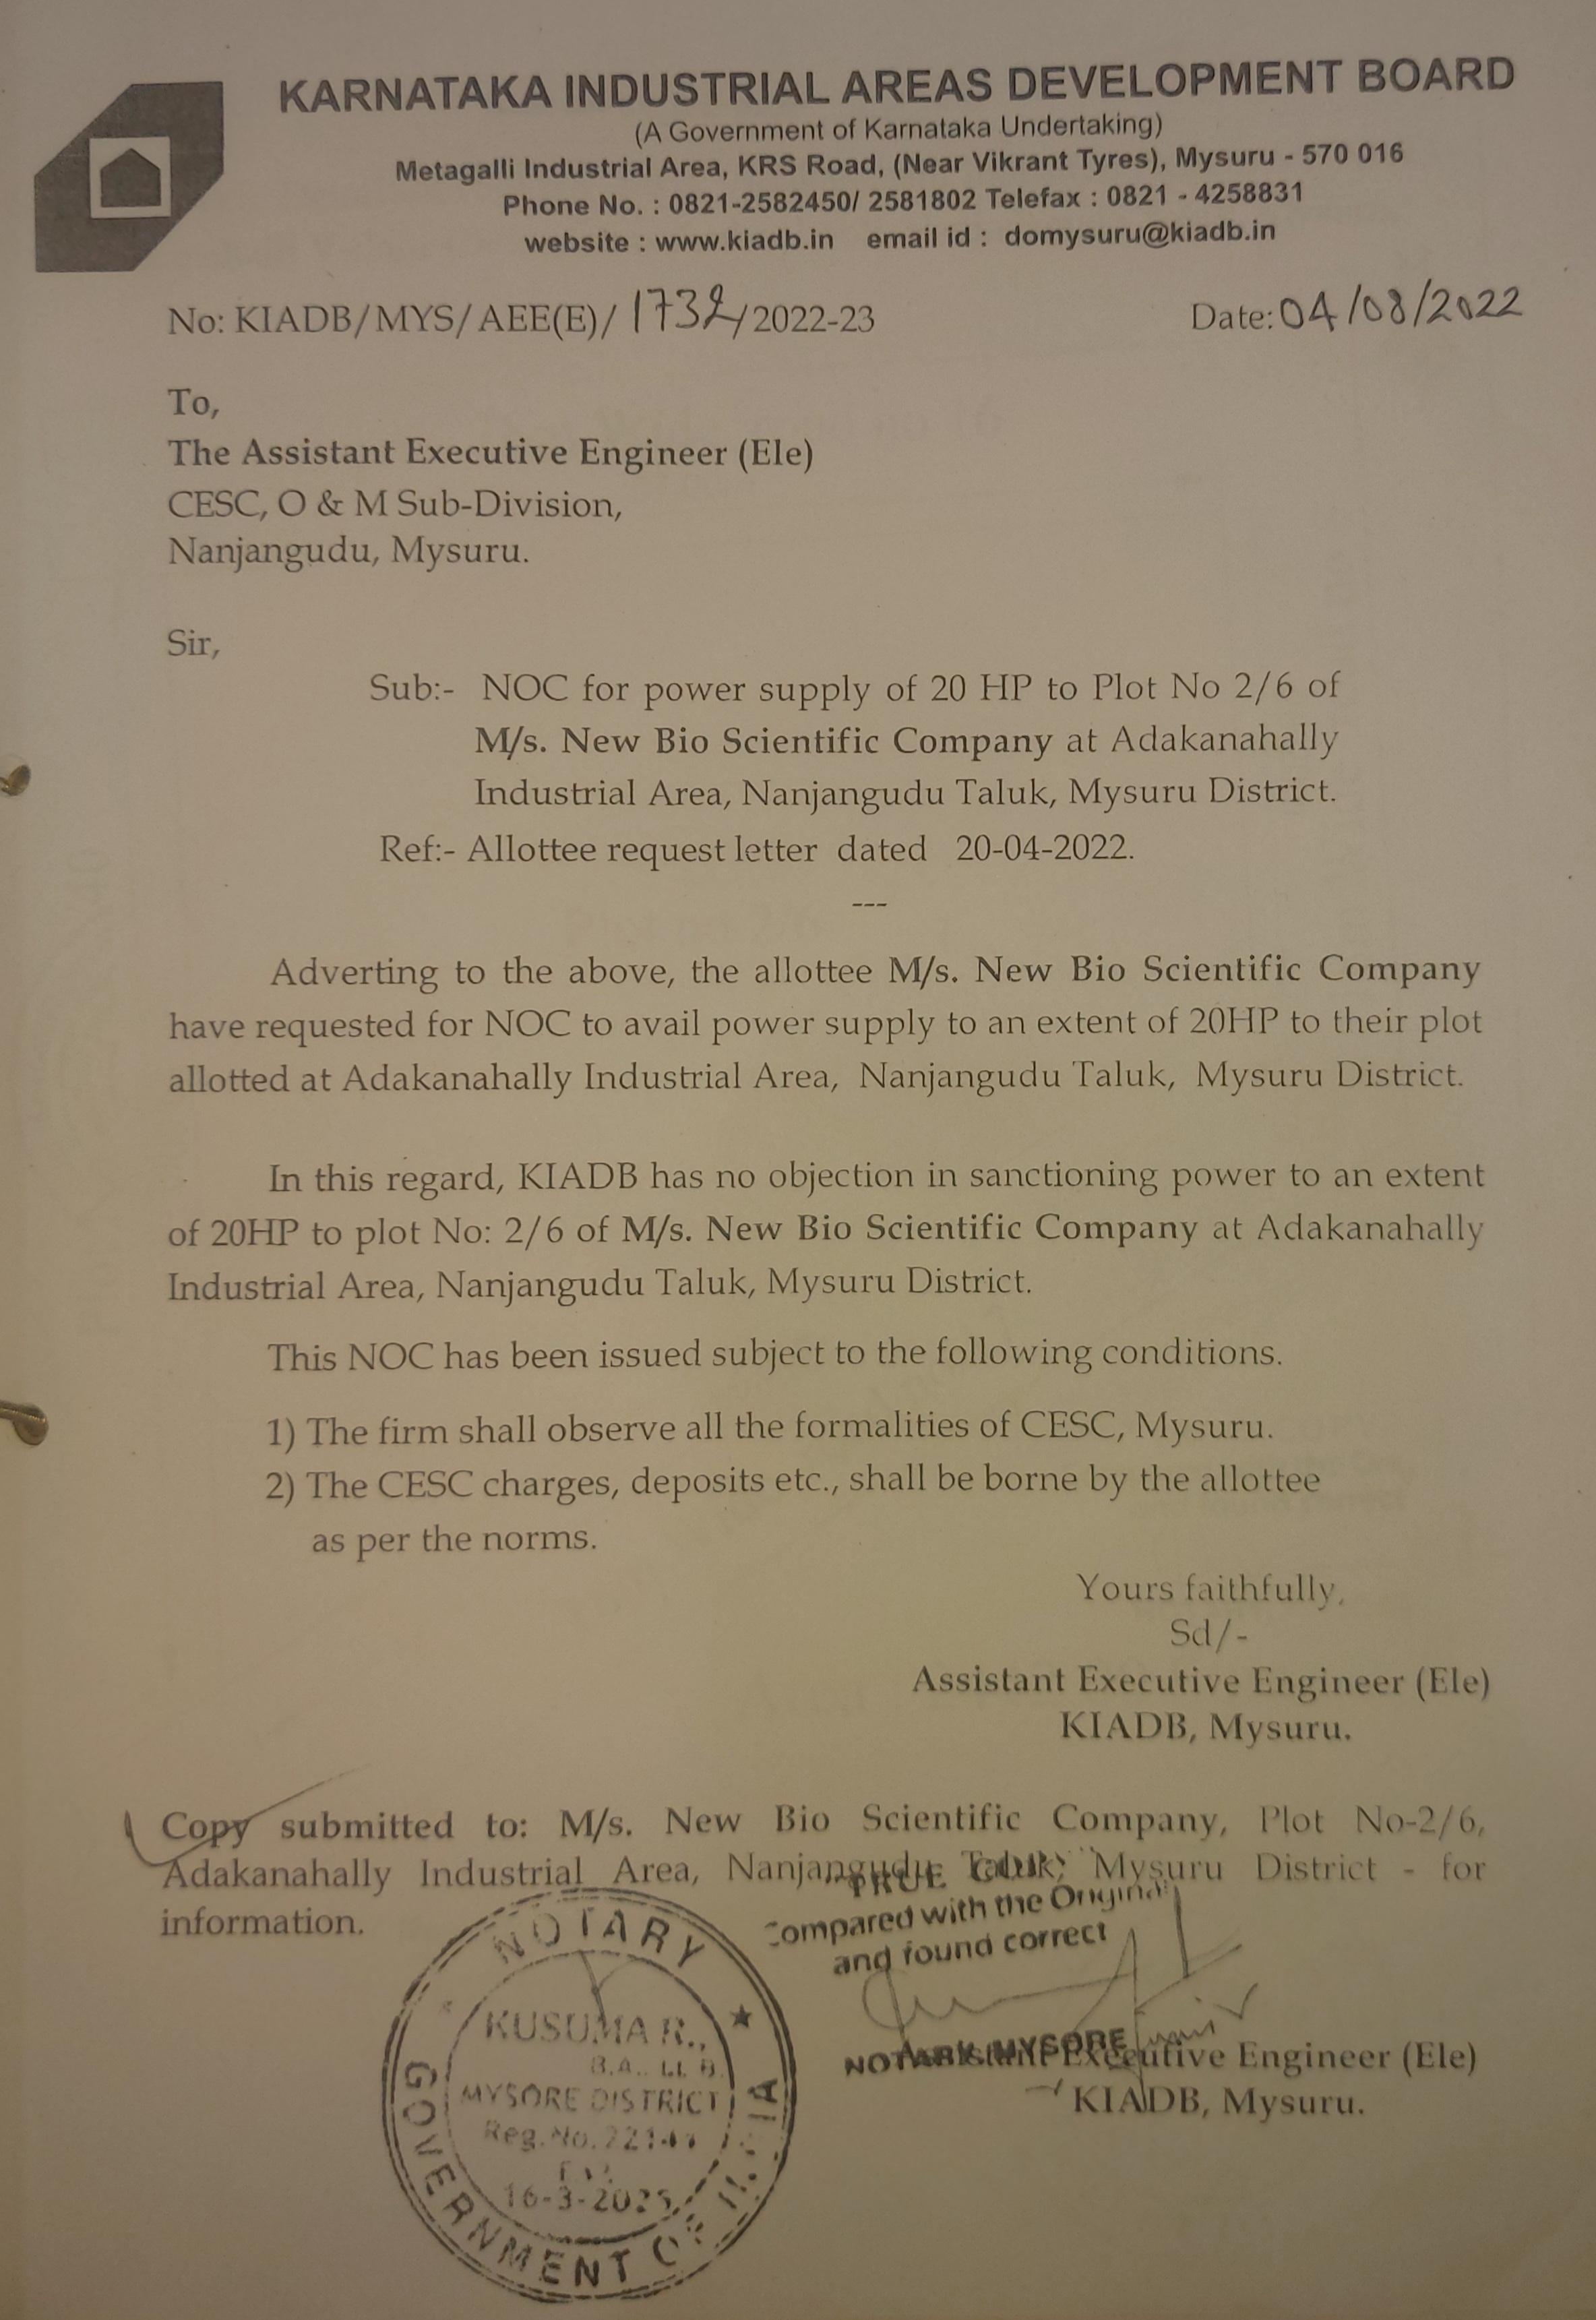 KARNATAKA INDUSTRIAL AREAS DEVELOPMENT BOARD
(A Government of Karnataka Undertaking)
Metagalli Industrial Area, KRS Road, (Near Vikrant Tyres), Mysuru - 570 016
Phone No. : 0821-2582450/ 2581802 Telefax : 0821 - 4258831
website : www.kiadb.in email id : domysuru@kiadb.in
No: KIADB/MYS/AEE(E)/ 1732/2022-23 Date: 04/08/2022
To,
The Assistant Executive Engineer (Ele)
CESC, O & M Sub-Division,
Nanjangudu, Mysuru.
Sir,
Sub:- NOC for power supply of 20 HP to Plot No 2/6 of
M/s. New Bio Scientific Company at Adakanahally
Industrial Area, Nanjangudu Taluk, Mysuru District.
Ref:- Allottee request letter dated 20-04-2022.
---
Adverting to the above, the allottee M/s. New Bio Scientific Company
have requested for NOC to avail power supply to an extent of 20HP to their plot
allotted at Adakanahally Industrial Area, Nanjangudu Taluk, Mysuru District.
In this regard, KIADB has no objection in sanctioning power to an extent
of 20HP to plot No: 2/6 of M/s. New Bio Scientific Company at Adakanahally
Industrial Area, Nanjangudu Taluk, Mysuru District.
This NOC has been issued subject to the following conditions.
1) The firm shall observe all the formalities of CESC, Mysuru.
2) The CESC charges, deposits etc., shall be borne by the allottee
as per the norms.
Yours faithfully,
Sd/-
Assistant Executive Engineer (Ele)
KIADB, Mysuru.
Copy submitted to: M/s. New Bio Scientific Company, Plot No-2/6,
Adakanahally Industrial Area, Nanjangudu Taluk, Mysuru District - for
information.
"TRUE COPY"
Compared with the Original
and found correct
NOTARY MYSORE
Assistant Executive Engineer (Ele)
KIADB, Mysuru.
NOTARY
KUSUMA R.,
B.A., LL.B.
MYSORE DISTRICT
Reg.No.
16-3-2025
GOVERNMENT OF INDIA